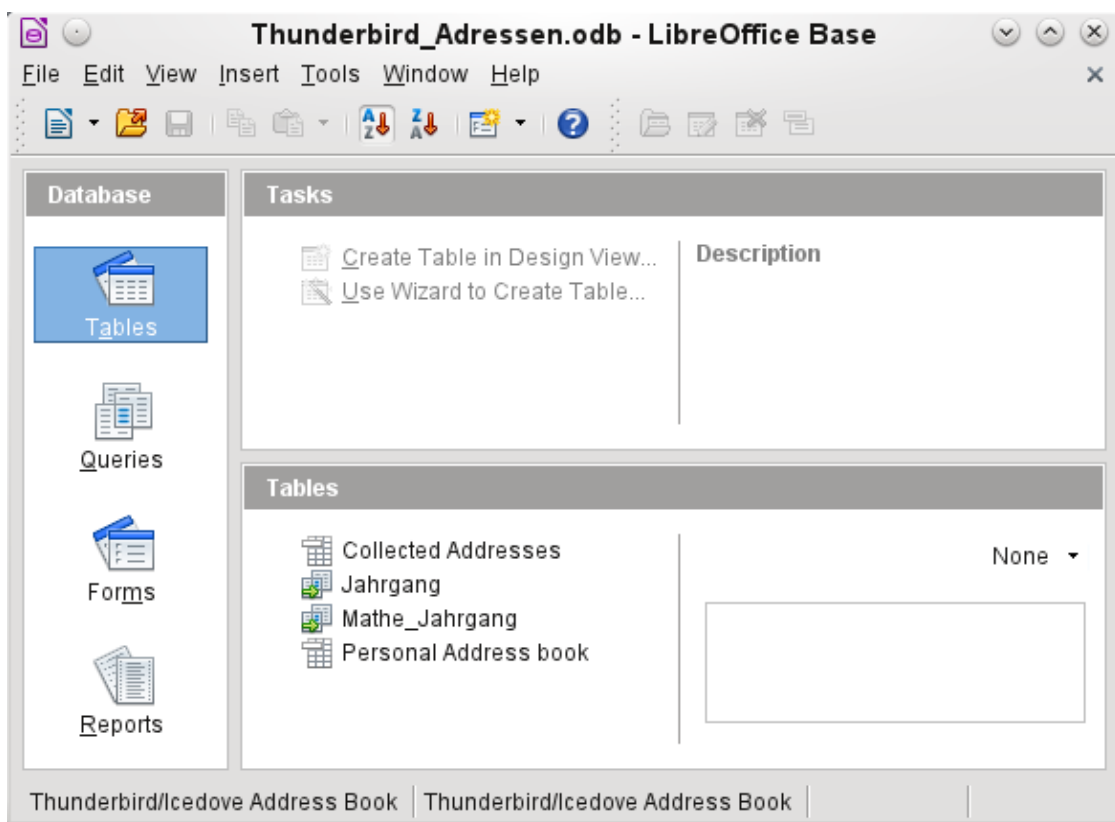 Thunderbird_Adressen.odb - LibreOffice Base
File Edit View Insert Tools Window Help
Database
Tables
Queries
Forms
Reports
Tasks
Create Table in Design View...
Use Wizard to Create Table...
Description
Tables
Collected Addresses
Jahrgang
Mathe_Jahrgang
Personal Address book
None
Thunderbird/Icedove Address Book Thunderbird/Icedove Address Book